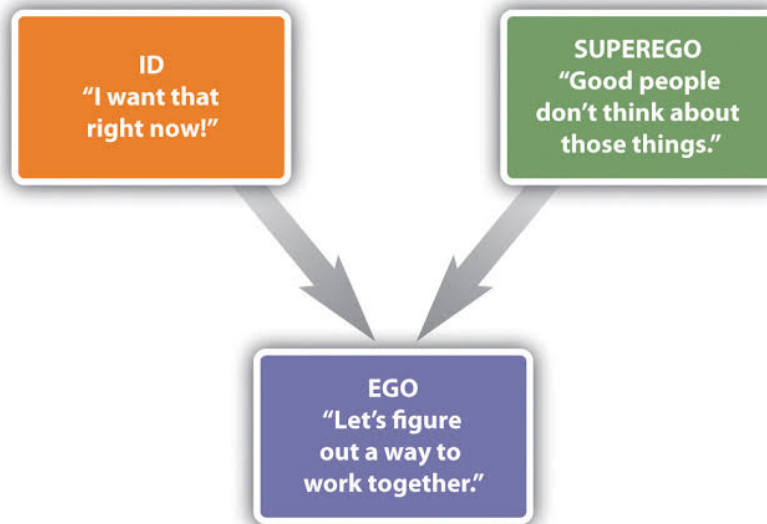 ID
“I want that
right now!”
SUPEREGO
“Good people
don’t think about
those things.”
EGO
“Let’s figure
out a way to
work together.”